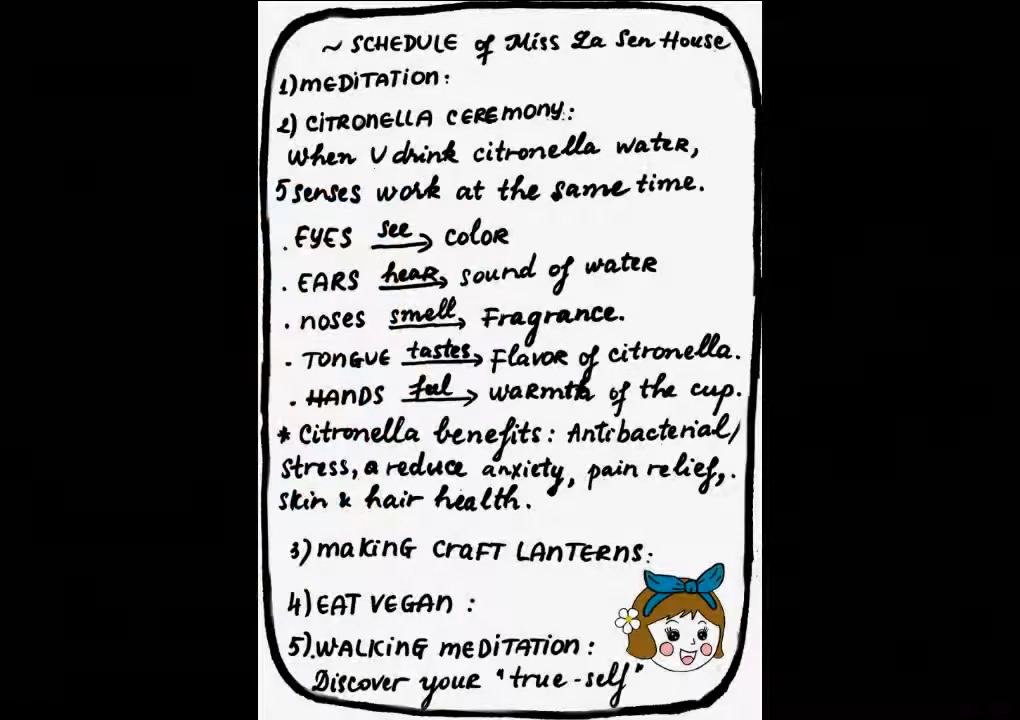 ~ SCHEDULE of Miss La Sen House
1) MEDITATION:
2) CITRONELLA CEREMONY:
When U drink citronella water,
5 senses work at the same time.
. EYES see → color
. EARS hear → sound of water
. NOSES smell → Fragrance.
. TONGUE tastes → Flavor of citronella.
. HANDS feel → warmth of the cup.
* Citronella benefits: Antibacterial/
stress, a reduce anxiety, pain relief,.
skin & hair health.
3) making craft LANTERNS:
4) EAT VEGAN :
5). WALKING MEDITATION :
Discover your "true-self"